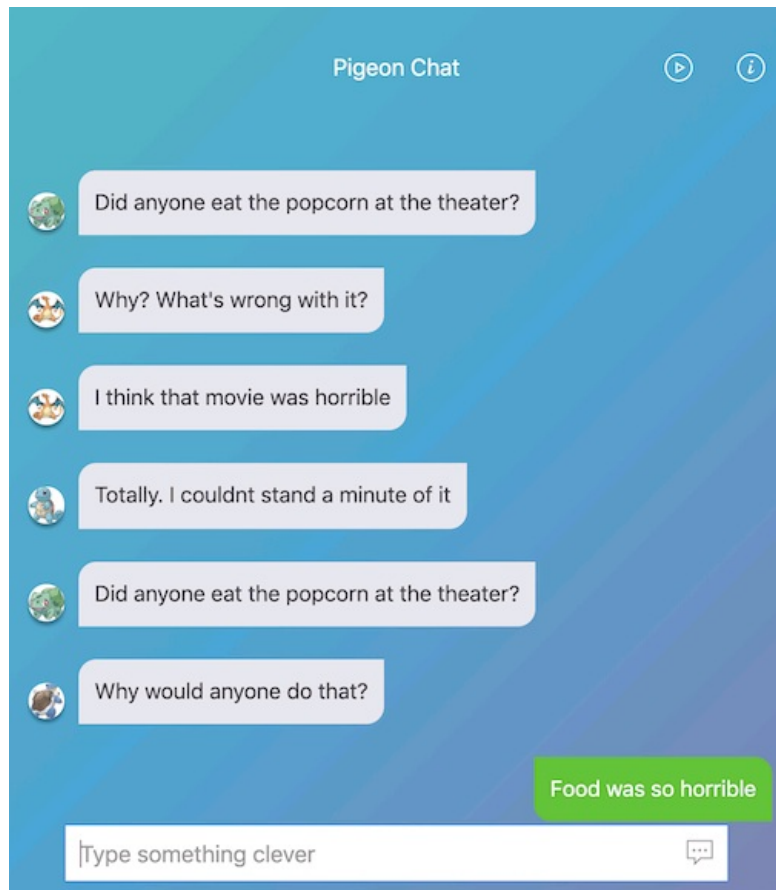 Pigeon Chat
Did anyone eat the popcorn at the theater?
Why? What's wrong with it?
I think that movie was horrible
Totally. I couldnt stand a minute of it
Did anyone eat the popcorn at the theater?
Why would anyone do that?
Food was so horrible
Type something clever